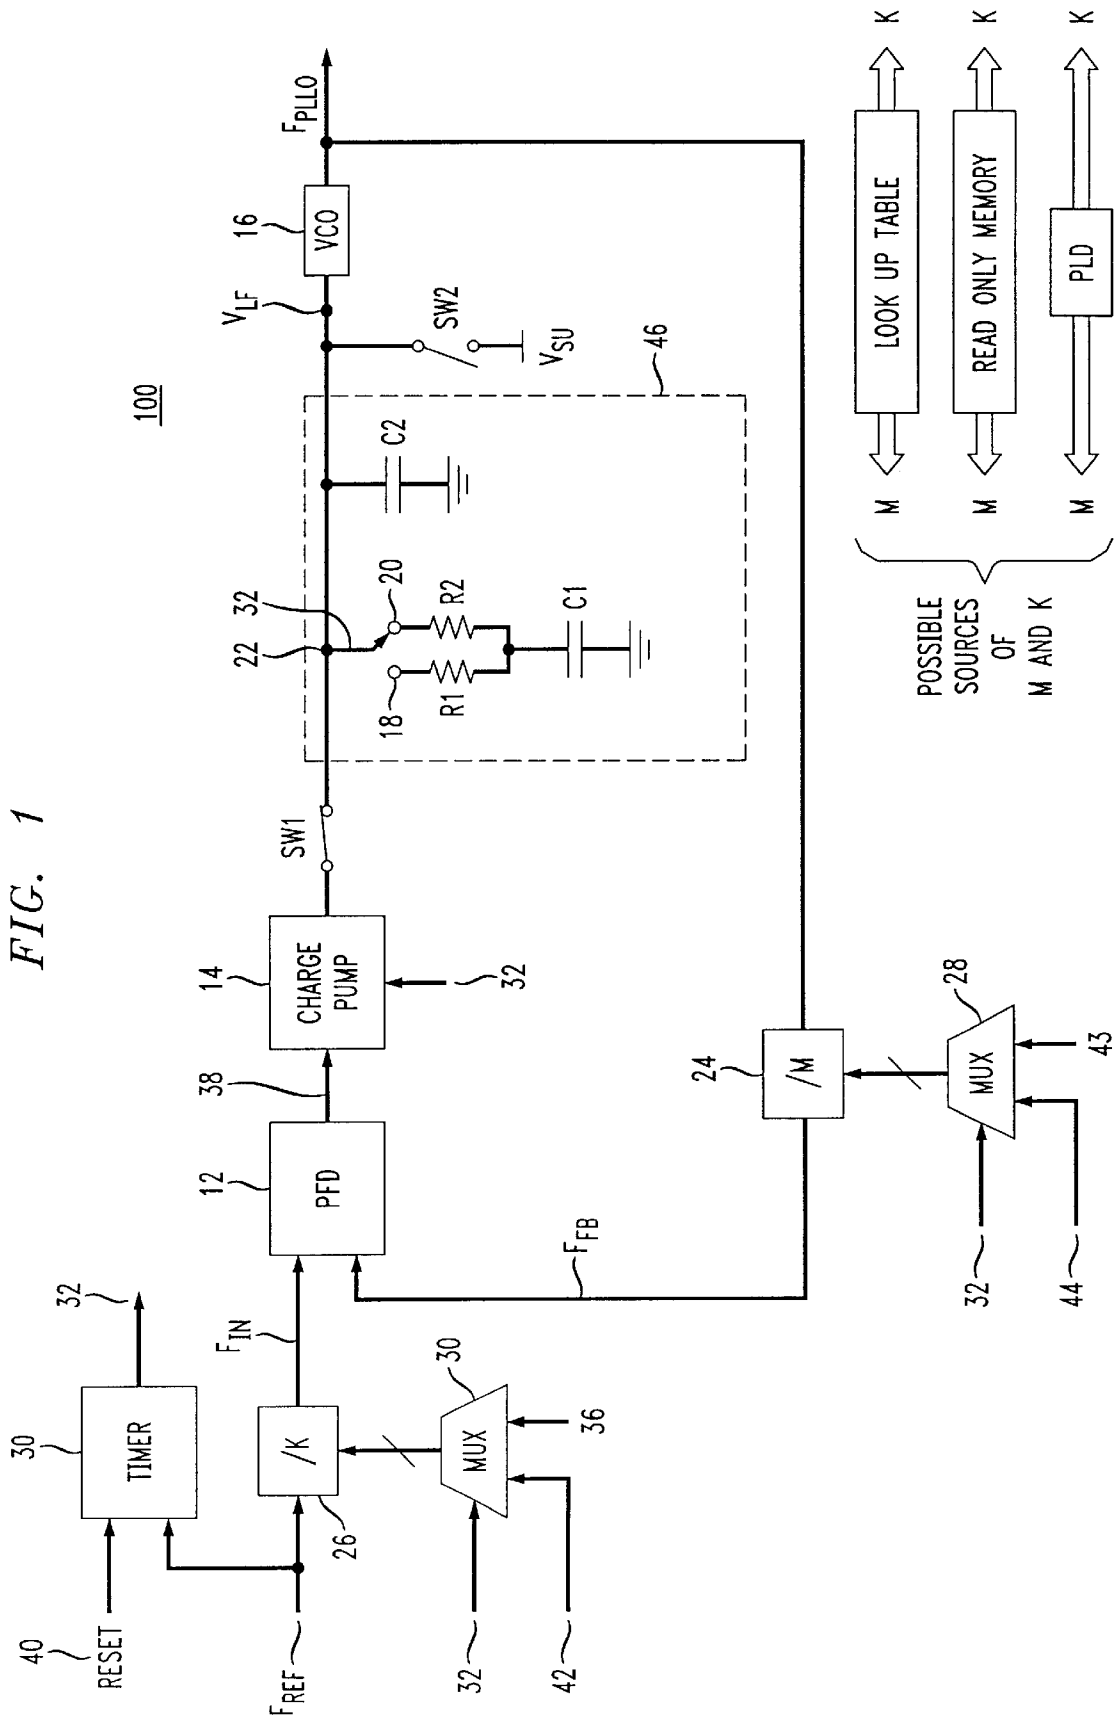 FIG. 1
100
40
RESET
30
TIMER
32
F_REF
26
/K
F_IN
32
42
MUX
30
36
12
PFD
38
14
CHARGE
PUMP
32
SW1
22
32
18
20
R1
R2
C1
C2
46
V_LF
SW2
V_SU
16
VCO
F_PLLO
F_FB
24
/M
MUX
28
32
44
43
POSSIBLE
SOURCES
OF
M AND K
M LOOK UP TABLE K
M READ ONLY MEMORY K
M PLD K